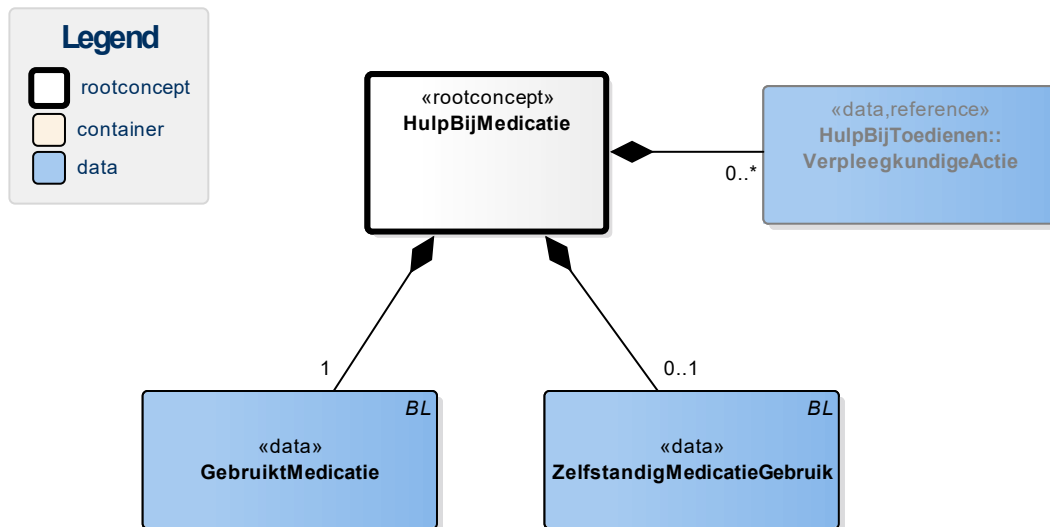 Legend
rootconcept
container
data
«rootconcept»
HulpBijMedicatie
«data,reference»
HulpBijToedienen::
VerpleegkundigeActie
0..*
1
0..1
BL
«data»
GebruiktMedicatie
BL
«data»
ZelfstandigMedicatieGebruik